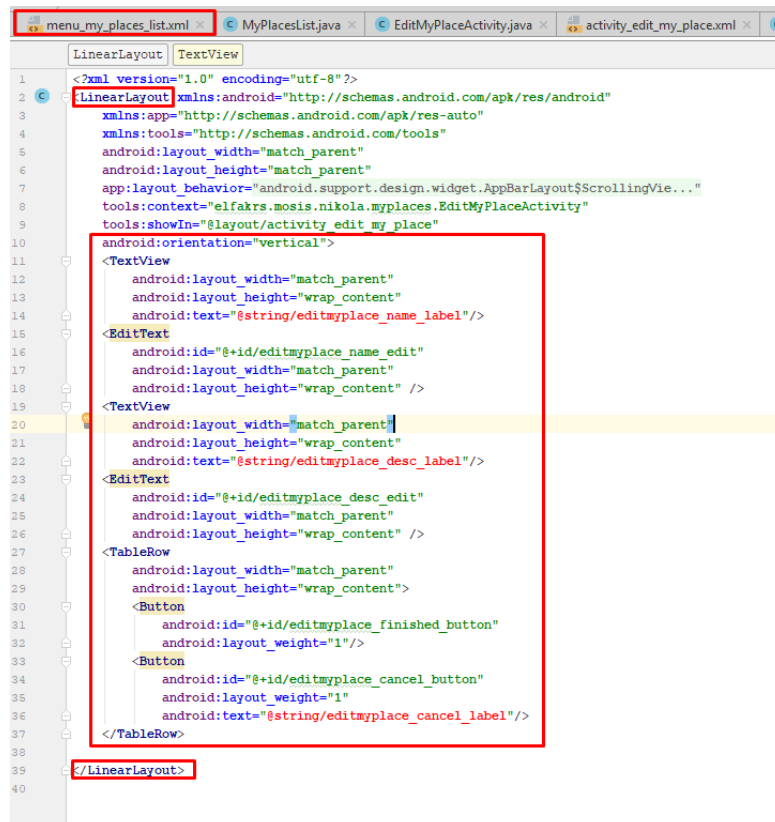 menu_my_places_list.xml × MyPlacesList.java × EditMyPlaceActivity.java × activity_edit_my_place.xml ×
LinearLayout TextView
1 <?xml version="1.0" encoding="utf-8"?>
2 <LinearLayout xmlns:android="http://schemas.android.com/apk/res/android"
3 xmlns:app="http://schemas.android.com/apk/res-auto"
4 xmlns:tools="http://schemas.android.com/tools"
5 android:layout_width="match_parent"
6 android:layout_height="match_parent"
7 app:layout_behavior="android.support.design.widget.AppBarLayout$ScrollingVie..."
8 tools:context="elfakrs.mosis.nikola.myplaces.EditMyPlaceActivity"
9 tools:showIn="@layout/activity_edit_my_place"
10 android:orientation="vertical">
11 <TextView
12 android:layout_width="match_parent"
13 android:layout_height="wrap_content"
14 android:text="@string/editmyplace_name_label"/>
15 <EditText
16 android:id="@+id/editmyplace_name_edit"
17 android:layout_width="match_parent"
18 android:layout_height="wrap_content" />
19 <TextView
20 android:layout_width="match_parent"
21 android:layout_height="wrap_content"
22 android:text="@string/editmyplace_desc_label"/>
23 <EditText
24 android:id="@+id/editmyplace_desc_edit"
25 android:layout_width="match_parent"
26 android:layout_height="wrap_content" />
27 <TableRow
28 android:layout_width="match_parent"
29 android:layout_height="wrap_content">
30 <Button
31 android:id="@+id/editmyplace_finished_button"
32 android:layout_weight="1"/>
33 <Button
34 android:id="@+id/editmyplace_cancel_button"
35 android:layout_weight="1"
36 android:text="@string/editmyplace_cancel_label"/>
37 </TableRow>
38
39 </LinearLayout>
40